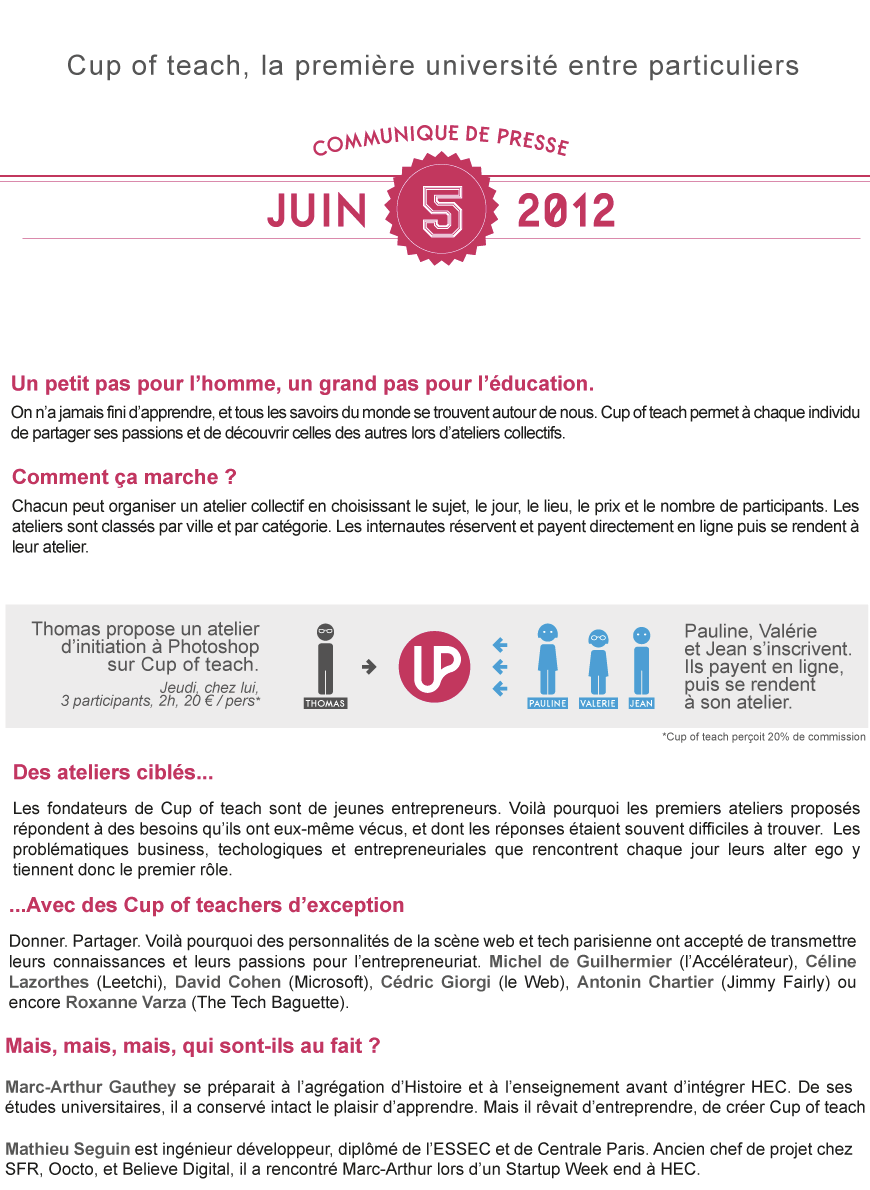 Cup of teach, la première université entre particuliers
COMMUNIQUE DE PRESSE
JUIN 5 2012
Un petit pas pour l’homme, un grand pas pour l’éducation.
On n’a jamais fini d’apprendre, et tous les savoirs du monde se trouvent autour de nous. Cup of teach permet à chaque individu
de partager ses passions et de découvrir celles des autres lors d’ateliers collectifs.
Comment ça marche ?
Chacun peut organiser un atelier collectif en choisissant le sujet, le jour, le lieu, le prix et le nombre de participants. Les
ateliers sont classés par ville et par catégorie. Les internautes réservent et payent directement en ligne puis se rendent à
leur atelier.
Thomas propose un atelier
d’initiation à Photoshop
sur Cup of teach.
Jeudi, chez lui,
3 participants, 2h, 20 € / pers*
THOMAS
UP
PAULINE
VALERIE
JEAN
Pauline, Valérie
et Jean s’inscrivent.
Ils payent en ligne,
puis se rendent
à son atelier.
*Cup of teach perçoit 20% de commission
Des ateliers ciblés...
Les fondateurs de Cup of teach sont de jeunes entrepreneurs. Voilà pourquoi les premiers ateliers proposés
répondent à des besoins qu’ils ont eux-même vécus, et dont les réponses étaient souvent difficiles à trouver. Les
problématiques business, techologiques et entrepreneuriales que rencontrent chaque jour leurs alter ego y
tiennent donc le premier rôle.
...Avec des Cup of teachers d’exception
Donner. Partager. Voilà pourquoi des personnalités de la scène web et tech parisienne ont accepté de transmettre
leurs connaissances et leurs passions pour l’entrepreneuriat. Michel de Guilhermier (l’Accélérateur), Céline
Lazorthes (Leetchi), David Cohen (Microsoft), Cédric Giorgi (le Web), Antonin Chartier (Jimmy Fairly) ou
encore Roxanne Varza (The Tech Baguette).
Mais, mais, mais, qui sont-ils au fait ?
Marc-Arthur Gauthey se préparait à l’agrégation d’Histoire et à l’enseignement avant d’intégrer HEC. De ses
études universitaires, il a conservé intact le plaisir d’apprendre. Mais il rêvait d’entreprendre, de créer Cup of teach
Mathieu Seguin est ingénieur développeur, diplômé de l’ESSEC et de Centrale Paris. Ancien chef de projet chez
SFR, Oocto, et Believe Digital, il a rencontré Marc-Arthur lors d’un Startup Week end à HEC.